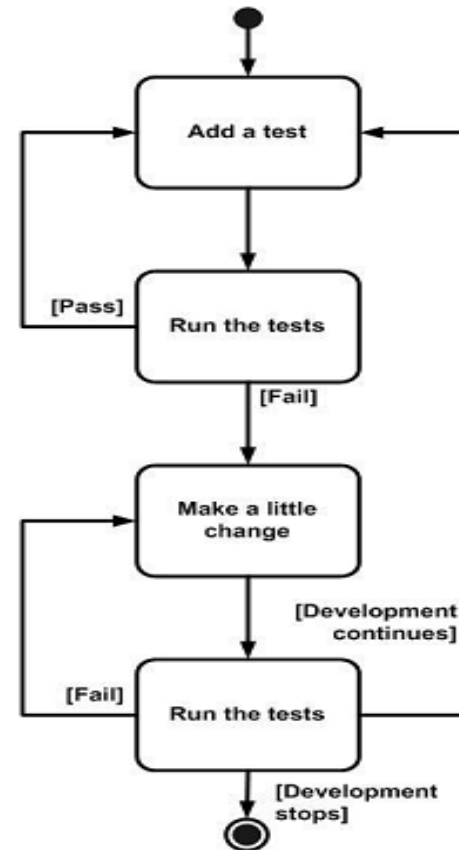 Add a test
[Pass]
Run the tests
[Fail]
Make a little
change
[Development
continues]
[Fail]
Run the tests
[Development
stops]